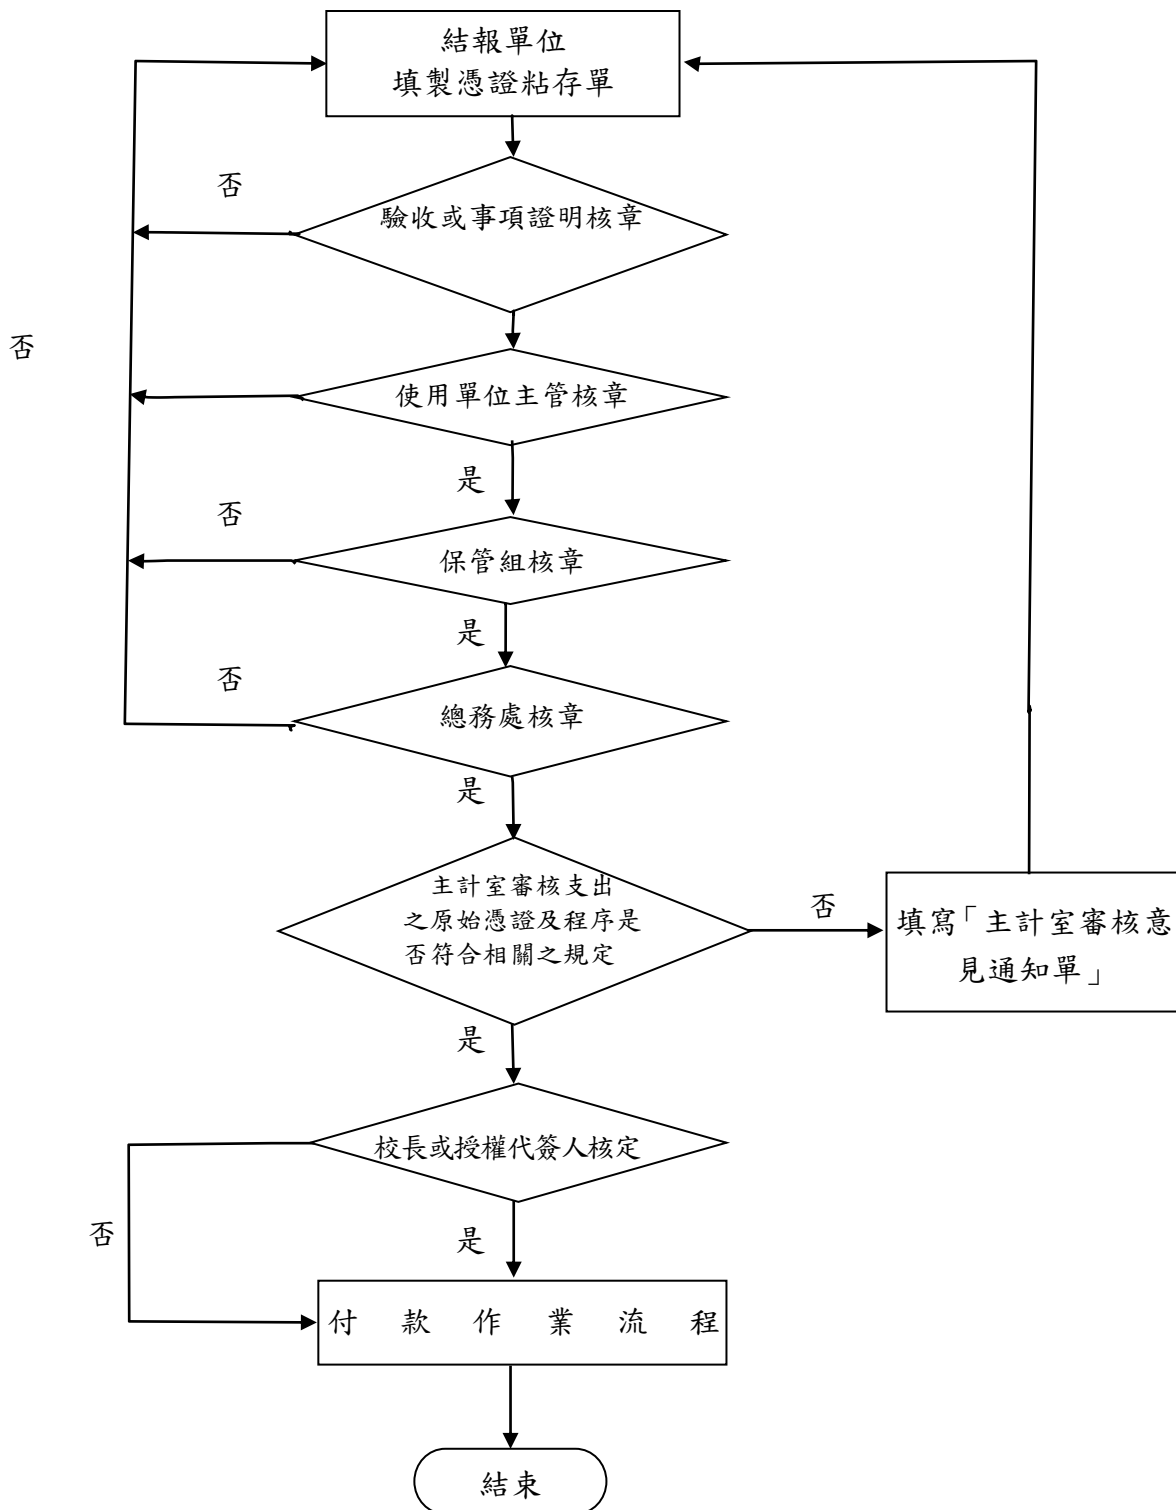 結報單位
填製憑證粘存單
否
驗收或事項證明核章
否
使用單位主管核章
是
否
保管組核章
是
否
總務處核章
是
主計室審核支出
之原始憑證及程序是
否符合相關之規定
否
填寫「主計室審核意
見通知單」
是
校長或授權代簽人核定
否
是
付款作業流程
結束